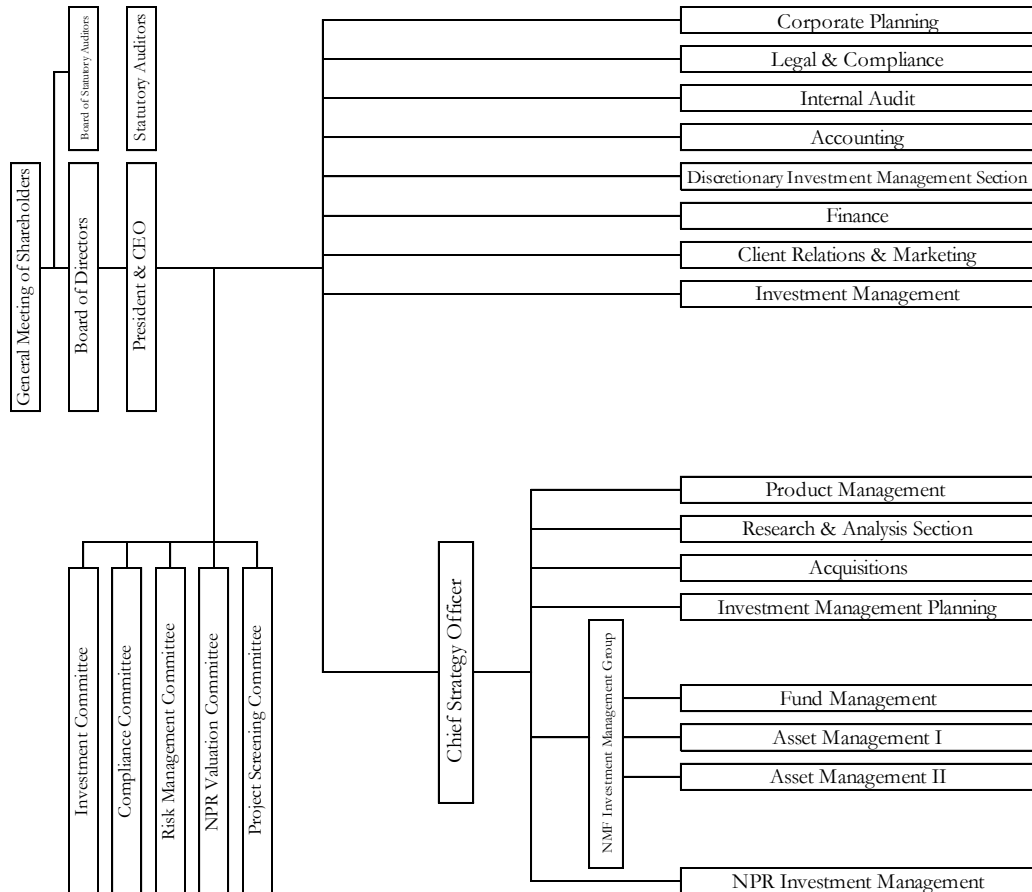 General Meeting of Shareholders
Board of Statutory Auditors
Board of Directors
Statutory Auditors
President & CEO
Corporate Planning
Legal & Compliance
Internal Audit
Accounting
Discretionary Investment Management Section
Finance
Client Relations & Marketing
Investment Management
Investment Committee
Compliance Committee
Risk Management Committee
NPR Valuation Committee
Project Screening Committee
Chief Strategy Officer
Product Management
Research & Analysis Section
Acquisitions
Investment Management Planning
NMF Investment Management Group
Fund Management
Asset Management I
Asset Management II
NPR Investment Management